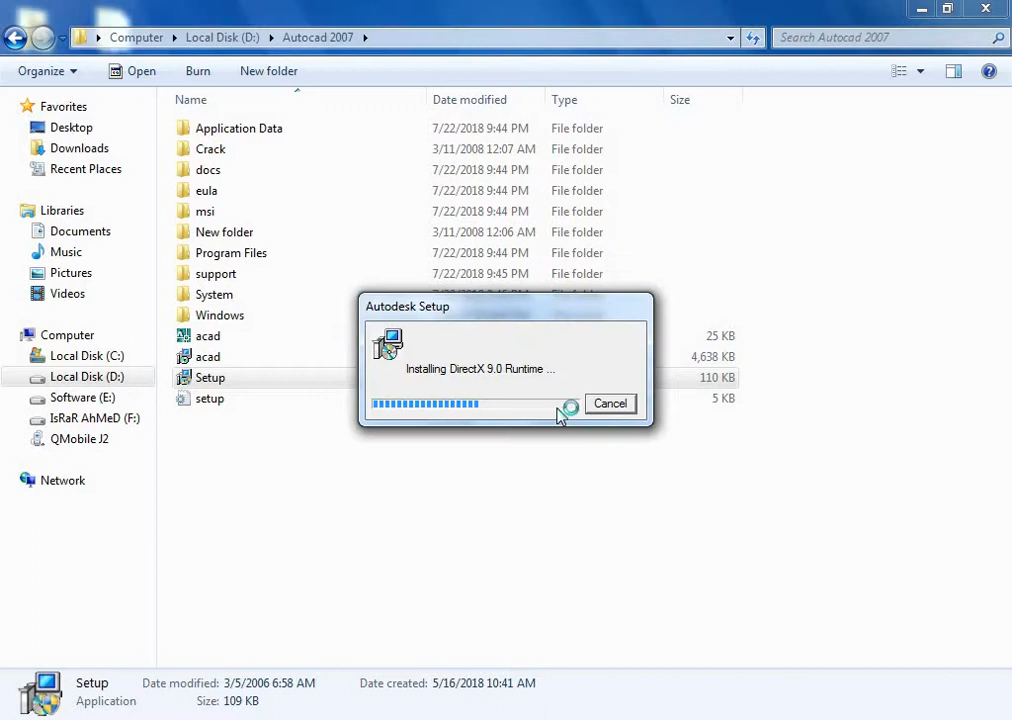 Computer Local Disk (D:) Autocad 2007 Search Autocad 2007
Organize Open Burn New folder
Name Date modified Type Size
Favorites
Desktop
Downloads
Recent Places
Libraries
Documents
Music
Pictures
Videos
Computer
Local Disk (C:)
Local Disk (D:)
Software (E:)
IsRaR AhMeD (F:)
QMobile J2
Network
Application Data 7/22/2018 9:44 PM File folder
Crack 3/11/2008 12:07 AM File folder
docs 7/22/2018 9:44 PM File folder
eula 7/22/2018 9:44 PM File folder
msi 7/22/2018 9:44 PM File folder
New folder 3/11/2008 12:06 AM File folder
Program Files 7/22/2018 9:44 PM File folder
support 7/22/2018 9:45 PM File folder
System
Windows
acad 25 KB
acad 4,638 KB
Setup 110 KB
setup 5 KB
Autodesk Setup
Installing DirectX 9.0 Runtime ...
Cancel
Setup Date modified: 3/5/2006 6:58 AM Date created: 5/16/2018 10:41 AM
Application Size: 109 KB